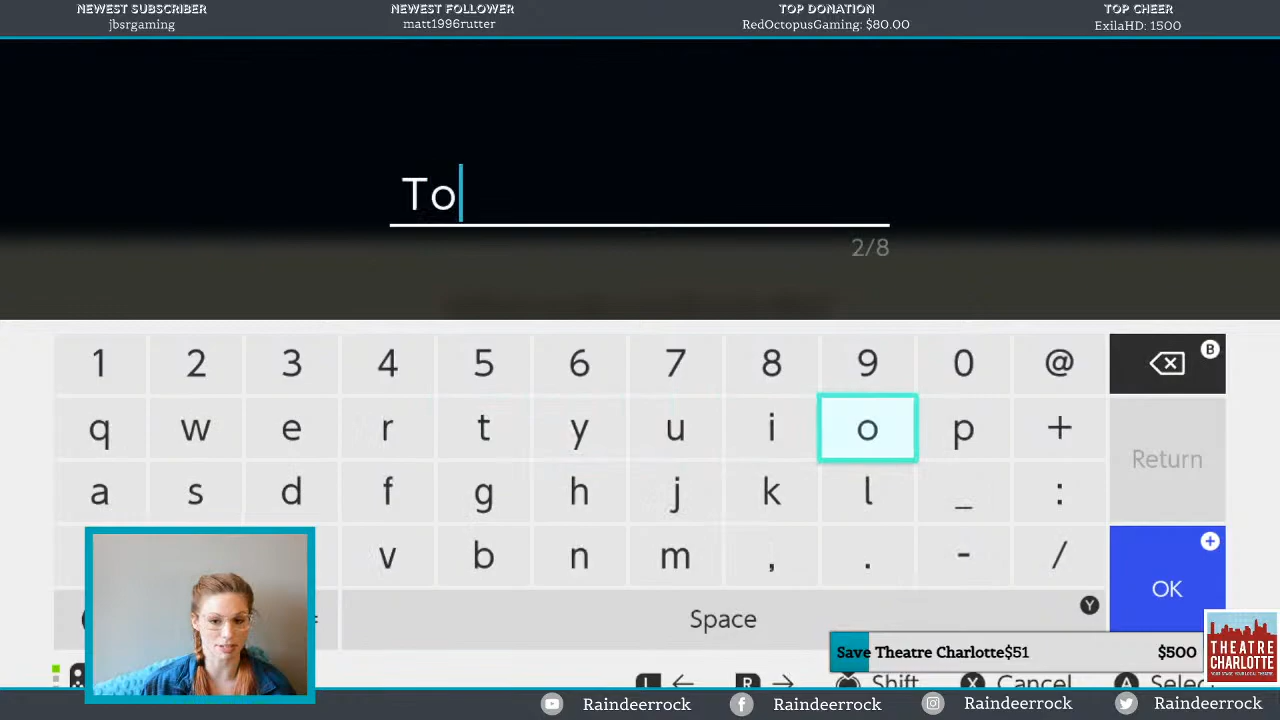 NEWEST SUBSCRIBER
jbsrgaming
NEWEST FOLLOWER
matt1996rutter
TOP DONATION
RedOctopusGaming: $80.00
TOP CHEER
ExilaHD: 1500
To
2/8
1 2 3 4 5 6 7 8 9 0 @ B
q w e r t y u i o p +
Return
a s d f g h j k l _ :
v b n m , . - / +
OK
Space Y
Save Theatre Charlotte $51 $500
THEATRE
CHARLOTTE
L ← R → Shift X Cancel A Select
Raindeerrock Raindeerrock Raindeerrock Raindeerrock